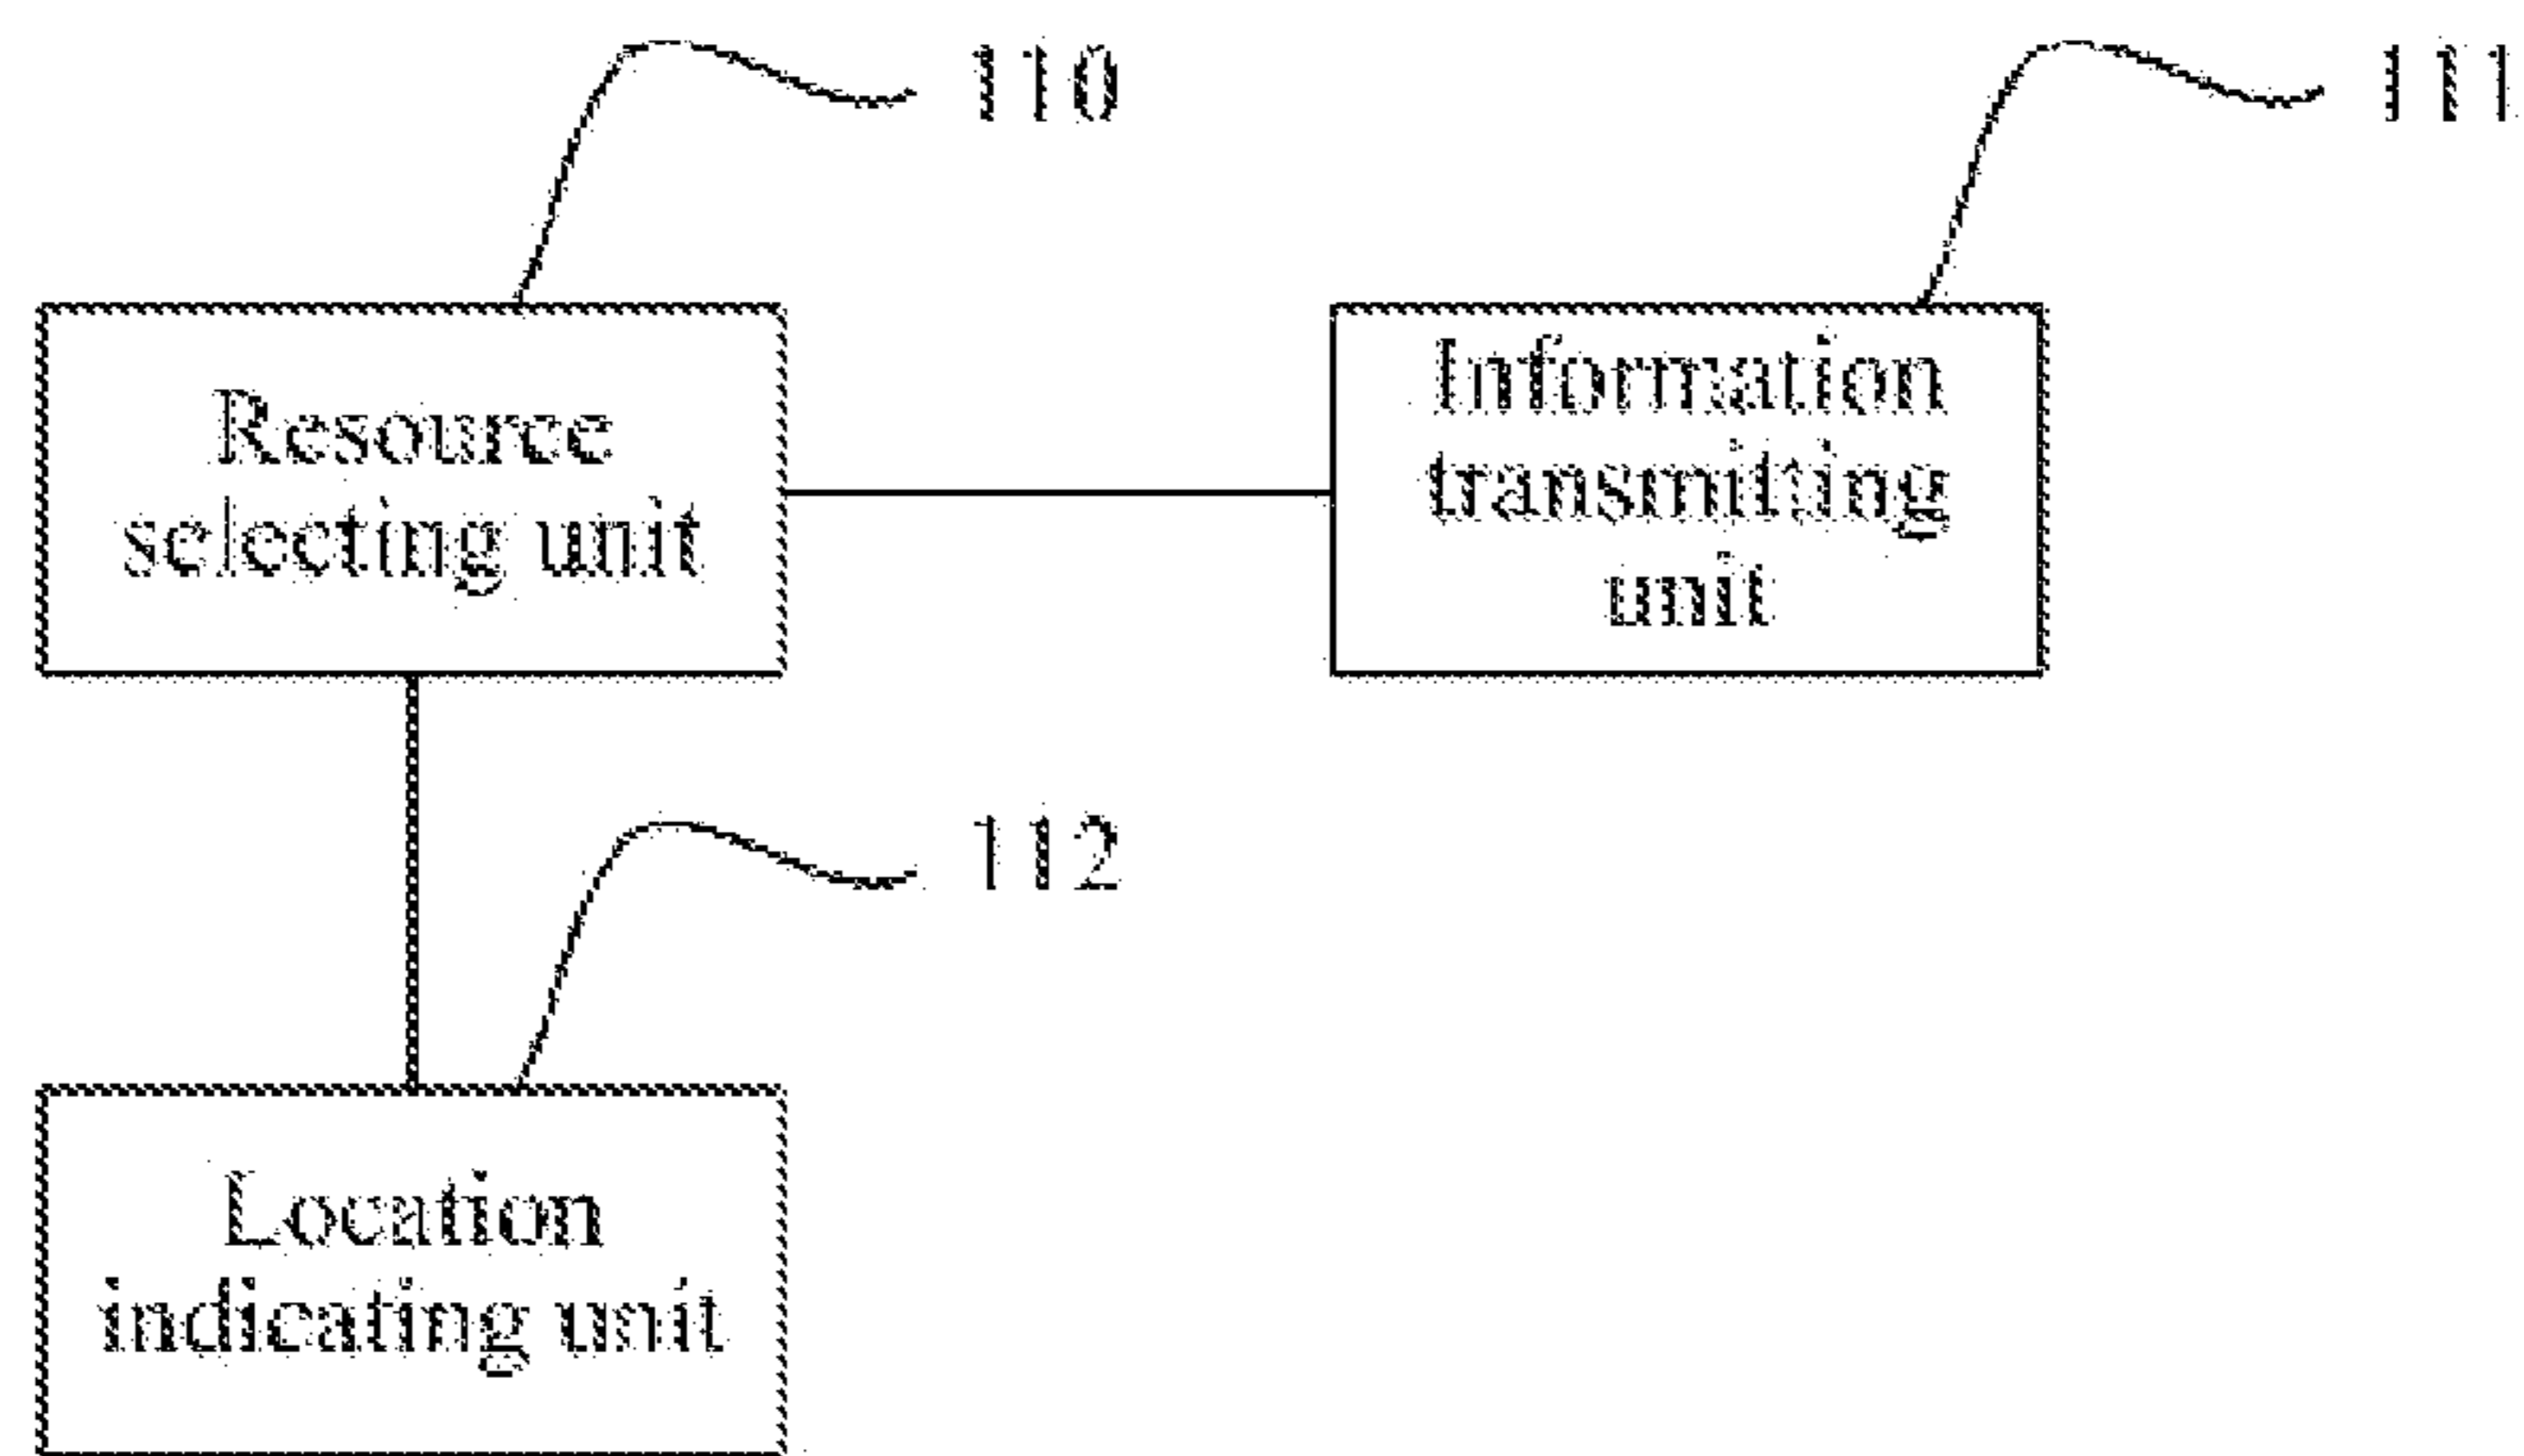 110
111
Resource
selecting unit
Information
transmitting
unit
112
Location
indicating unit